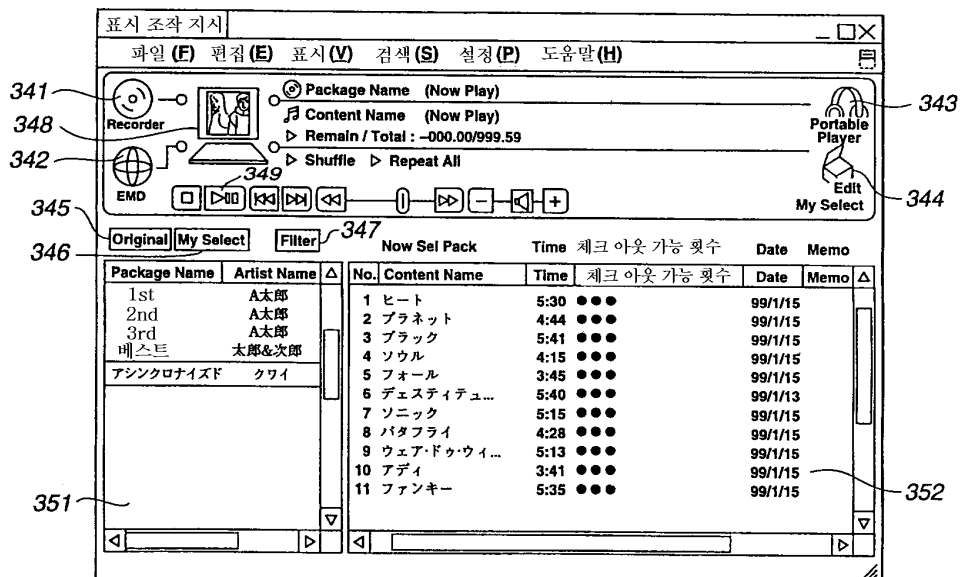 표시 조작 지시
파일 (F) 편집 (E) 표시 (V) 검색 (S) 설정 (P) 도움말 (H)
341
348
342
Recorder
EMD
349
Package Name (Now Play)
Content Name (Now Play)
Remain / Total : –000.00/999.59
Shuffle Repeat All
Portable
Player
343
Edit
My Select
344
345
346
Original My Select Filter 347
Now Sel Pack Time 체크 아웃 가능 횟수 Date Memo
Package Name Artist Name
1st A太郎
2nd A太郎
3rd A太郎
베スト 太郎&次郎
アシンクロナイズド クワイ
351
No. Content Name Time 체크 아웃 가능 횟수 Date Memo
1 ヒート 5:30 ●●● 99/1/15
2 プラネット 4:44 ●●● 99/1/15
3 ブラック 5:41 ●●● 99/1/15
4 ソウル 4:15 ●●● 99/1/15
5 フォール 3:45 ●●● 99/1/15
6 デェスティテュ... 5:40 ●●● 99/1/13
7 ソニック 5:15 ●●● 99/1/15
8 バタフライ 4:28 ●●● 99/1/15
9 ウェア·ドゥ·ウィ... 5:13 ●●● 99/1/15
10 アディ 3:41 ●●● 99/1/15
11 ファンキー 5:35 ●●● 99/1/15
352